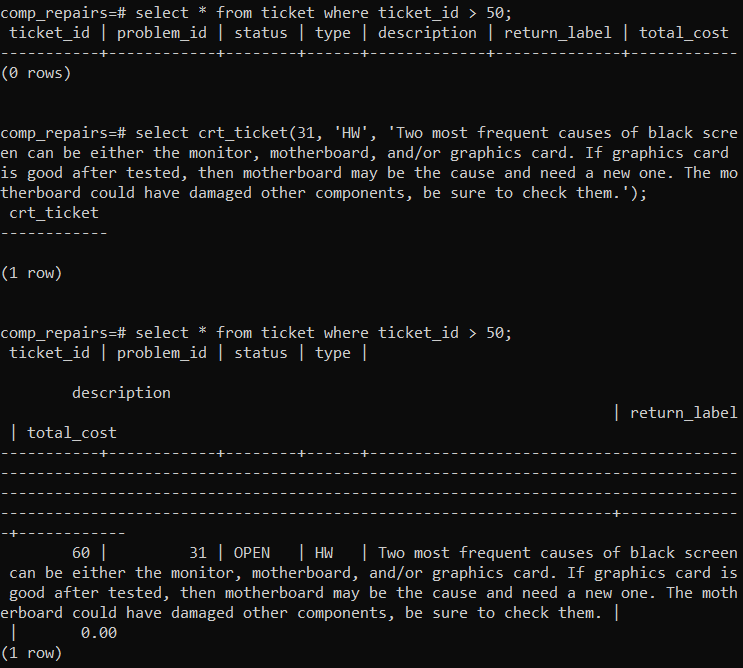 comp_repairs=# select * from ticket where ticket_id > 50;
 ticket_id | problem_id | status | type | description | return_label | total_cost
-----------+------------+--------+------+-------------+--------------+------------
(0 rows)
comp_repairs=# select crt_ticket(31, 'HW', 'Two most frequent causes of black scre
en can be either the monitor, motherboard, and/or graphics card. If graphics card
is good after tested, then motherboard may be the cause and need a new one. The mo
therboard could have damaged other components, be sure to check them.');
 crt_ticket
------------
(1 row)
comp_repairs=# select * from ticket where ticket_id > 50;
 ticket_id | problem_id | status | type |
        description
                                                                    | return_label
 | total_cost
-----------+------------+--------+------+-----------------------------------------
----------------------------------------------------------------------------------
----------------------------------------------------------------------------------
--------------------------------------------------------------------+-------------
-+------------
        60 |         31 | OPEN   | HW   | Two most frequent causes of black screen
 can be either the monitor, motherboard, and/or graphics card. If graphics card is
 good after tested, then motherboard may be the cause and need a new one. The moth
erboard could have damaged other components, be sure to check them. |
 |       0.00
(1 row)